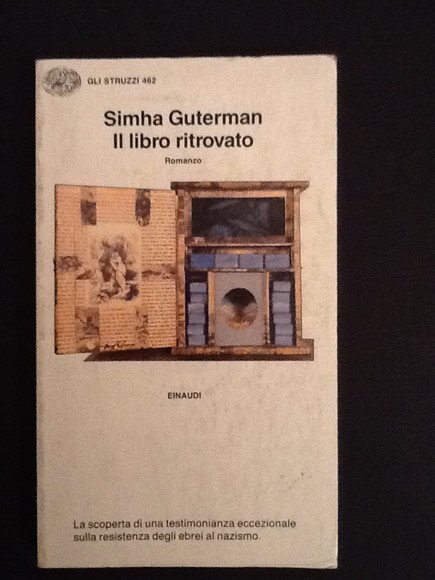 GLI STRUZZI 462
Simha Guterman
Il libro ritrovato
Romanzo
EINAUDI
La scoperta di una testimonianza eccezionale
sulla resistenza degli ebrei al nazismo